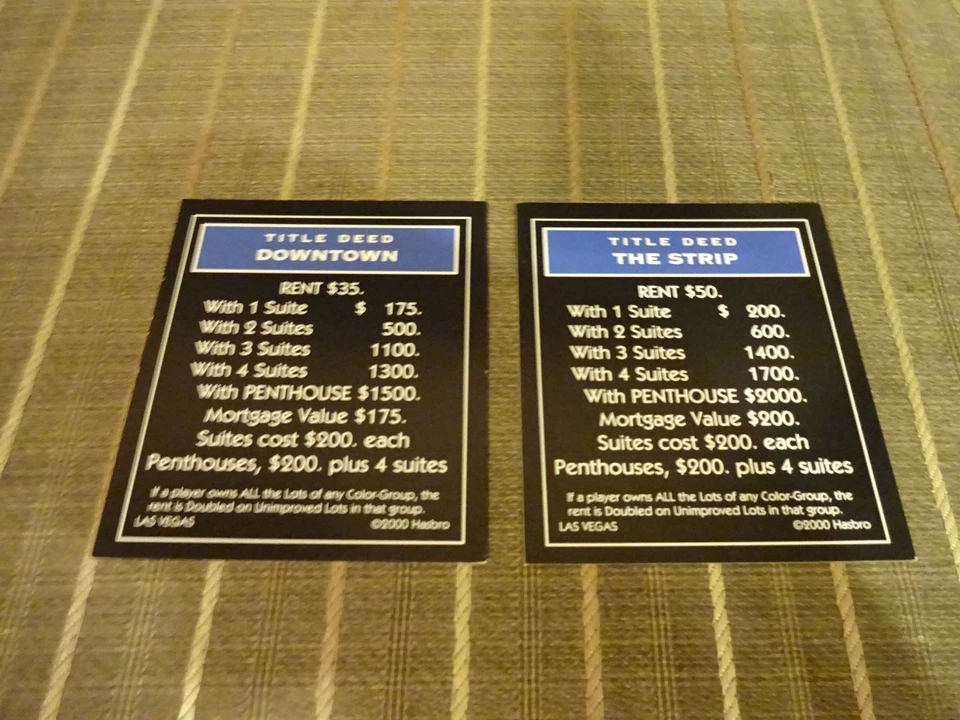 TITLE DEED
DOWNTOWN
RENT $35.
With 1 Suite $ 175.
With 2 Suites 500.
With 3 Suites 1100.
With 4 Suites 1300.
With PENTHOUSE $1500.
Mortgage Value $175.
Suites cost $200. each
Penthouses, $200. plus 4 suites
If a player owns ALL the Lots of any Color-Group, the
rent is Doubled on Unimproved Lots in that group.
LAS VEGAS ©2000 Hasbro
TITLE DEED
THE STRIP
RENT $50.
With 1 Suite $ 200.
With 2 Suites 600.
With 3 Suites 1400.
With 4 Suites 1700.
With PENTHOUSE $2000.
Mortgage Value $200.
Suites cost $200. each
Penthouses, $200. plus 4 suites
If a player owns ALL the Lots of any Color-Group, the
rent is Doubled on Unimproved Lots in that group.
LAS VEGAS ©2000 Hasbro